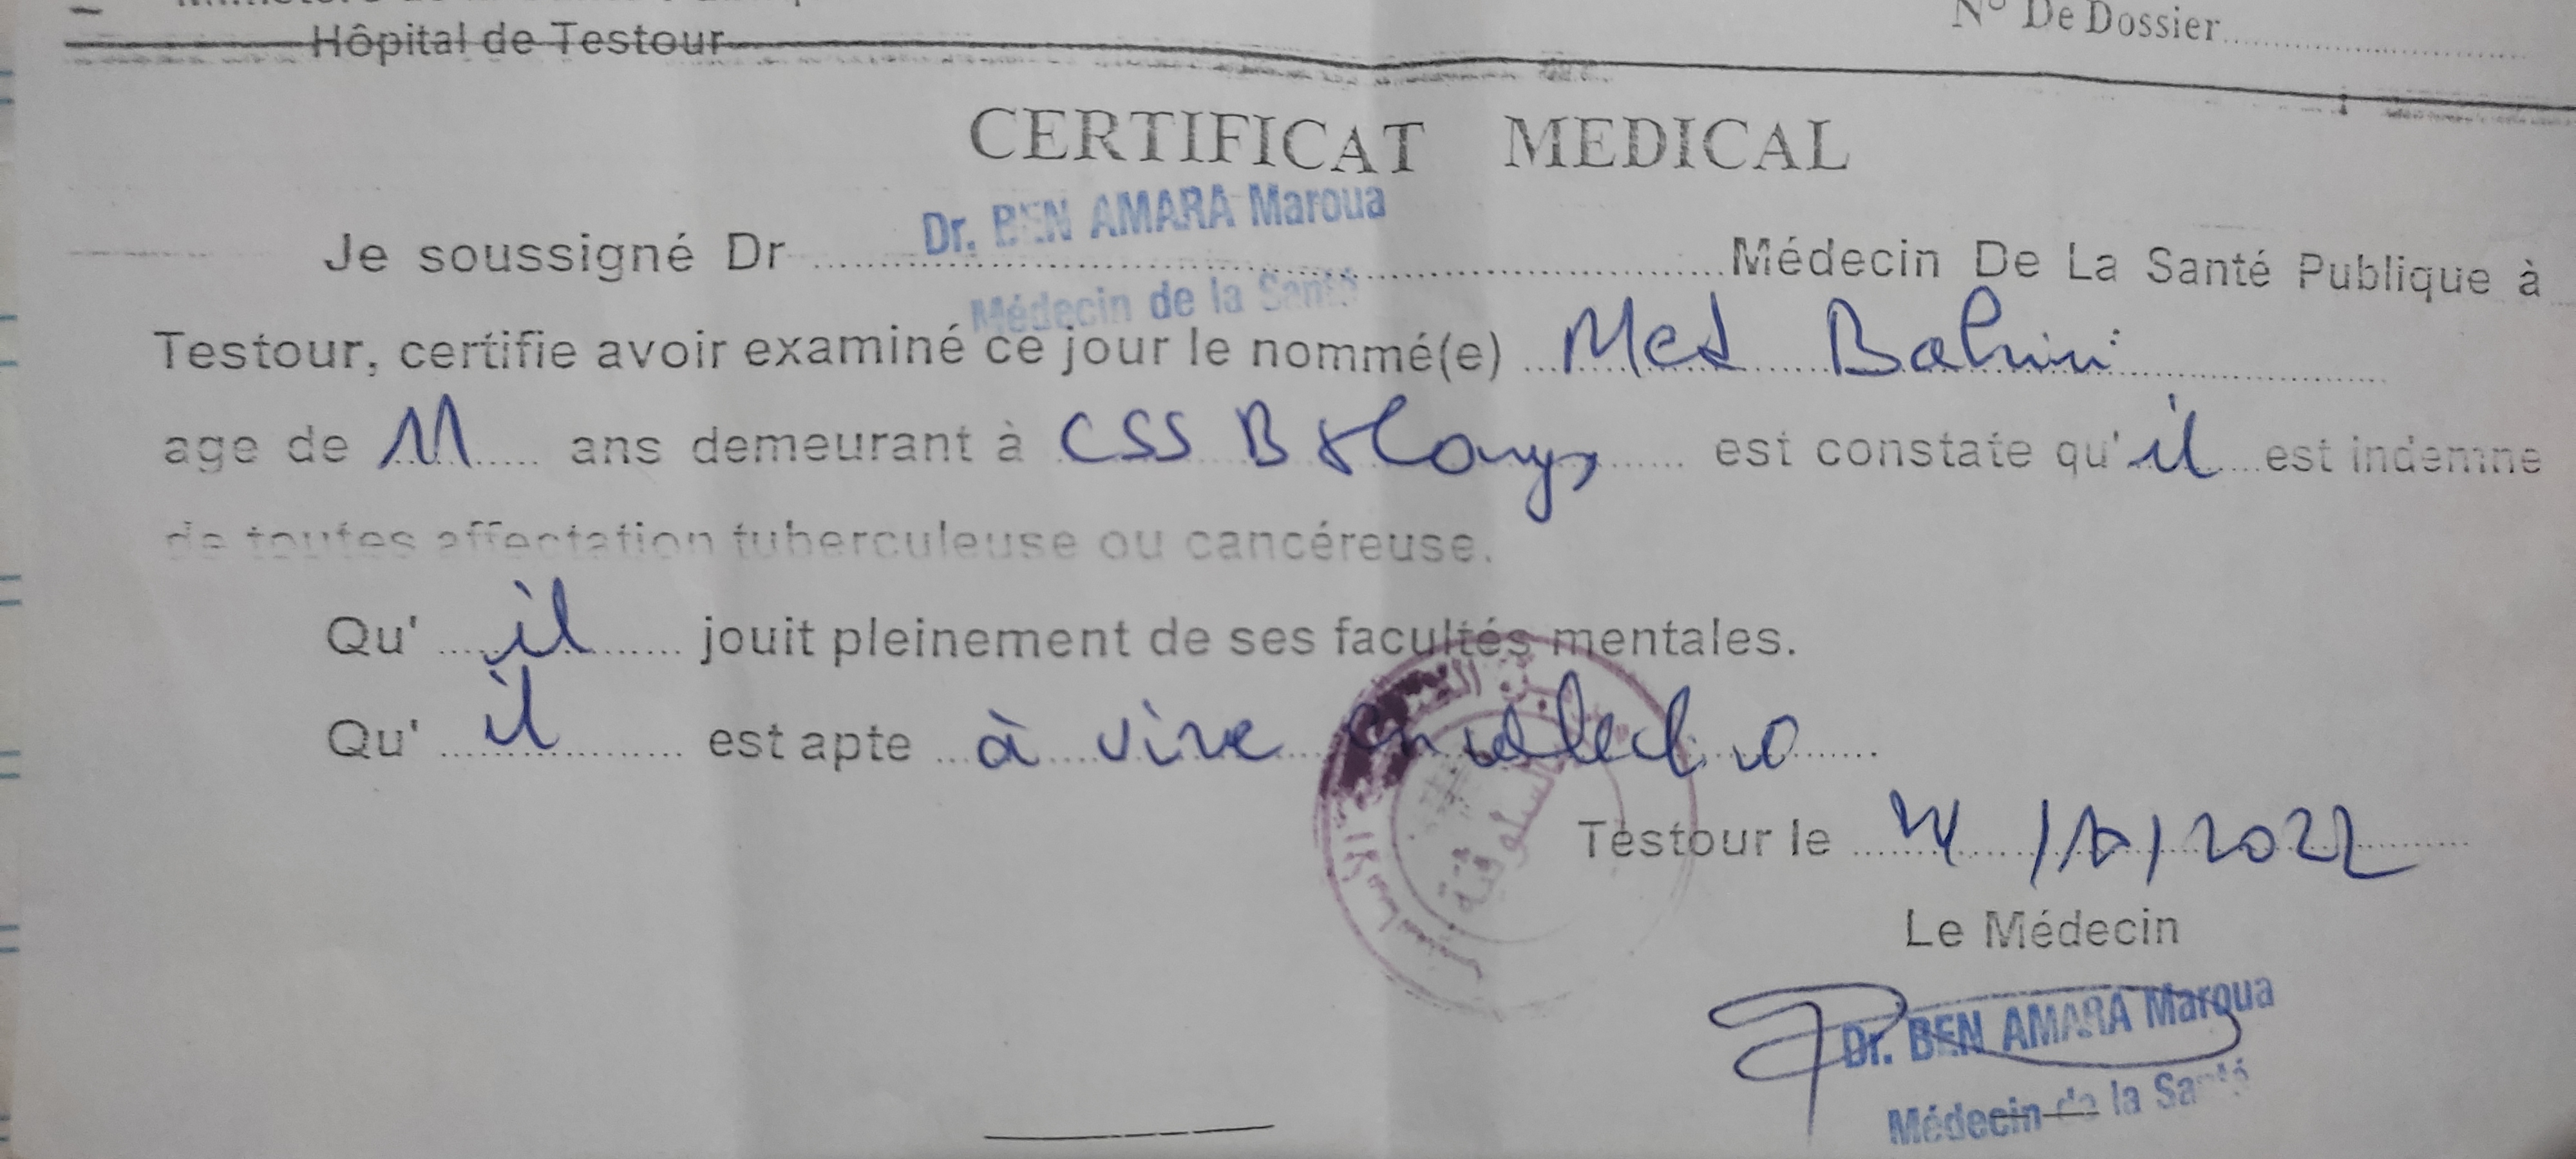 N° De Dossier
Hôpital de Testour
CERTIFICAT MEDICAL
Dr. BEN AMARA Maroua
Je soussigné Dr Médecin De La Santé Publique à
Médecin de la Santé
Testour, certifie avoir examiné ce jour le nommé(e) Med
age de 11 ans demeurant à CSS B est constate qu'il est indemne
de toutes affectation tuberculeuse ou cancéreuse.
Qu' il jouit pleinement de ses facultés mentales.
Qu' il est apte à vivre en
Testour le /10/2022
Le Médecin
Dr. BEN AMARA Maroua
Médecin de la Santé